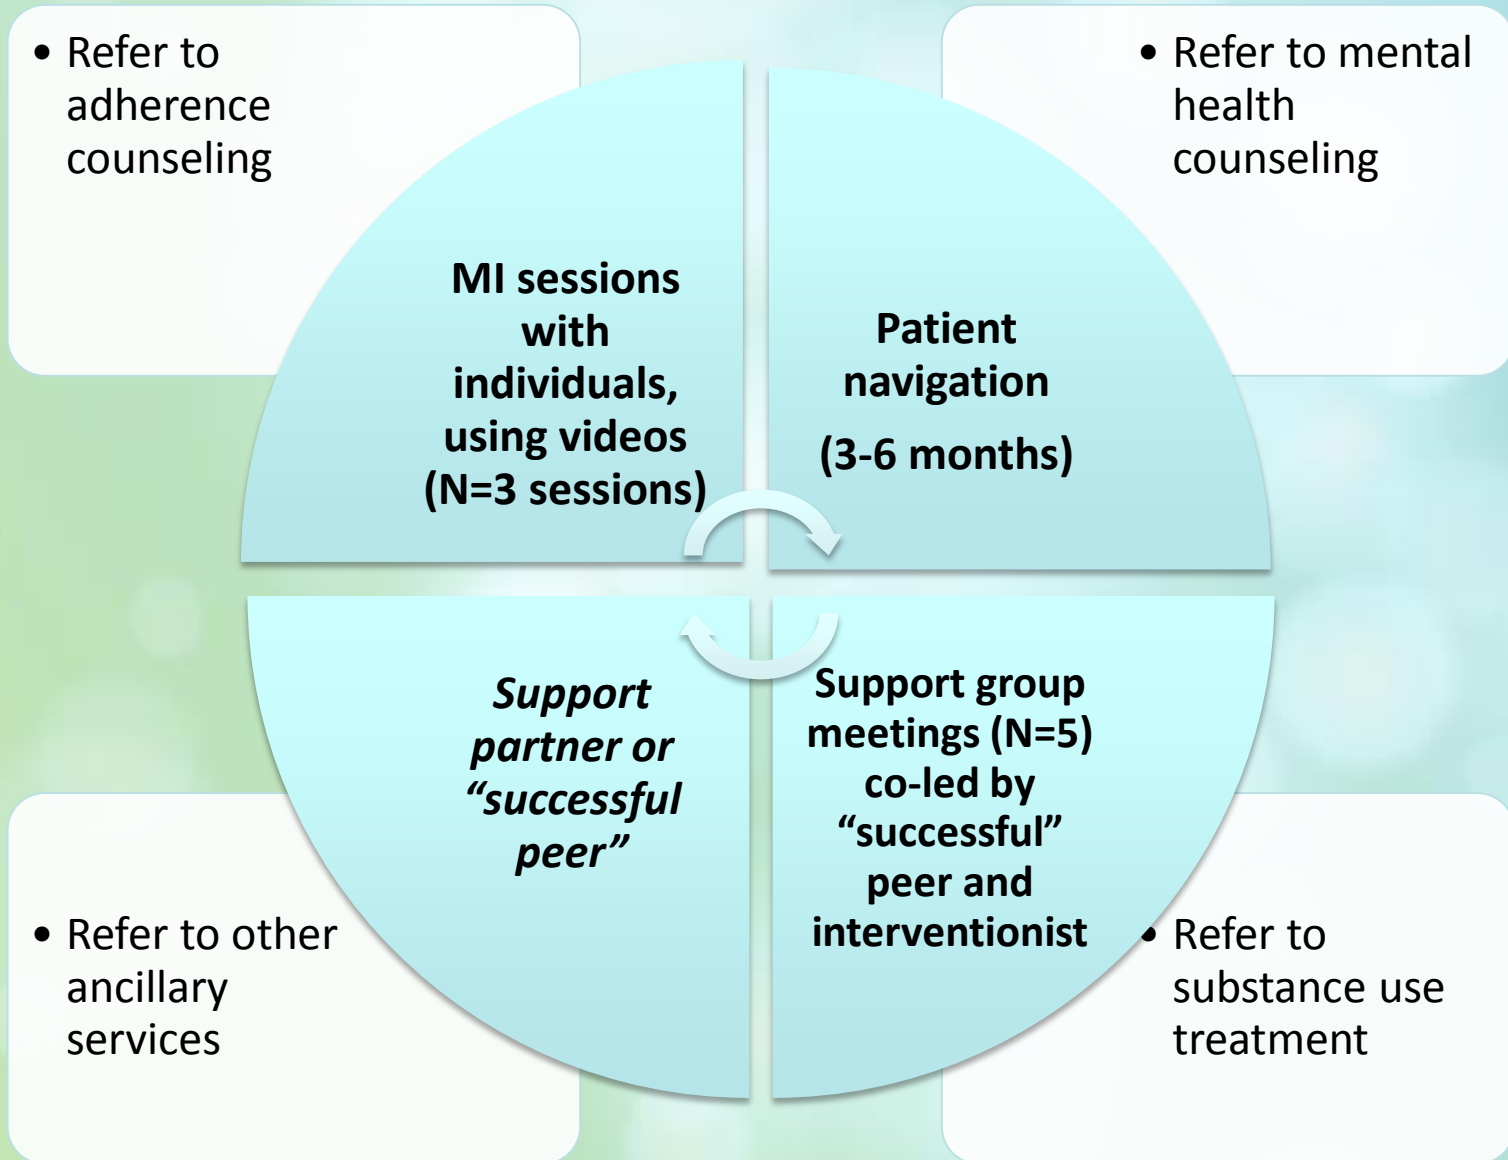 • Refer to
adherence
counseling
• Refer to mental
health
counseling
MI sessions
with
individuals,
using videos
(N=3 sessions)
Patient
navigation
(3-6 months)
Support
partner or
“successful
peer”
Support group
meetings (N=5)
co-led by
“successful”
peer and
interventionist
• Refer to other
ancillary
services
• Refer to
substance use
treatment